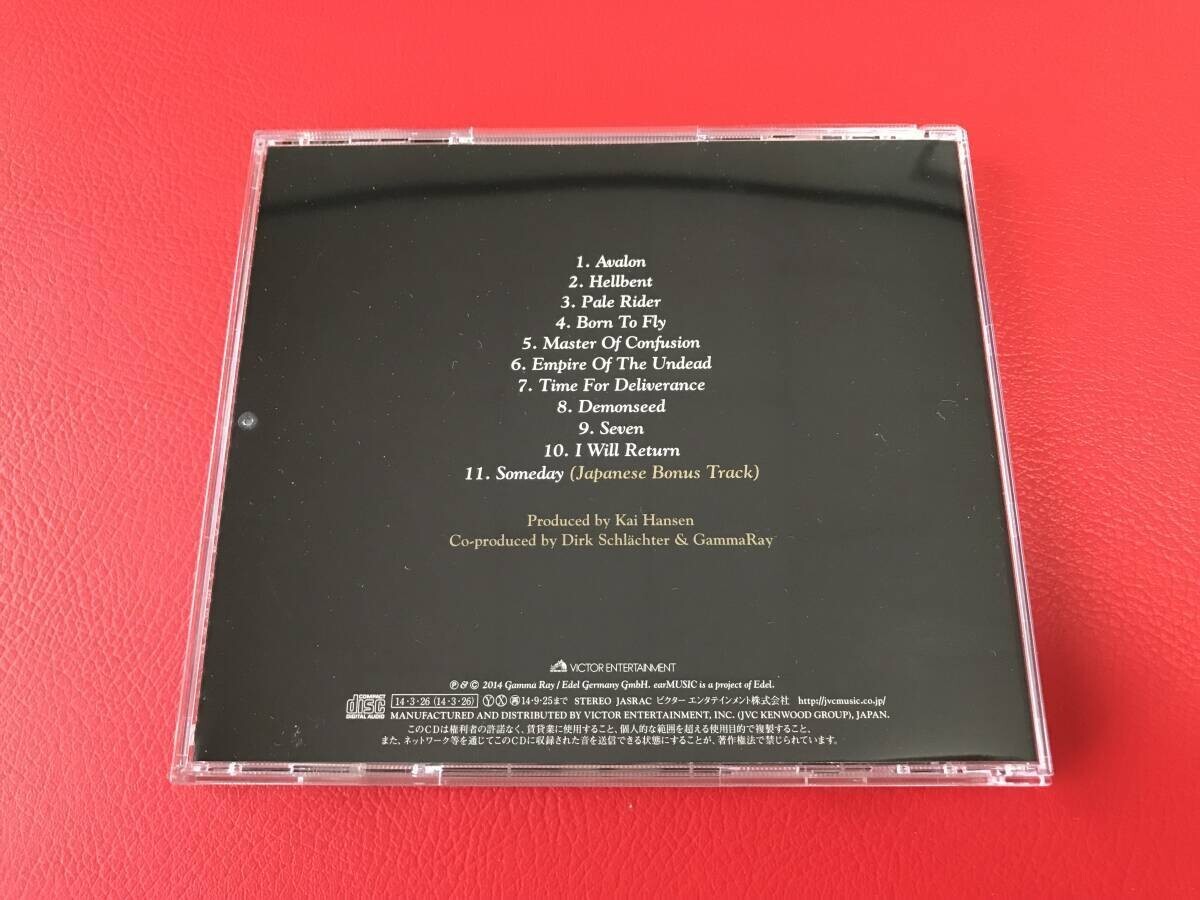 1. Avalon
2. Hellbent
3. Pale Rider
4. Born To Fly
5. Master Of Confusion
6. Empire Of The Undead
7. Time For Deliverance
8. Demonseed
9. Seven
10. I Will Return
11. Someday (Japanese Bonus Track)
Produced by Kai Hansen
Co-produced by Dirk Schlächter & GammaRay
VICTOR ENTERTAINMENT
℗ & © 2014 Gamma Ray / Edel Germany GmbH. earMUSIC is a project of Edel.
COMPACT disc DIGITAL AUDIO 14・3・26 (14・3・26) Ⓨ Ⓧ 14・9・25まで STEREO JASRAC ビクター エンタテインメント株式会社 http://jvcmusic.co.jp/
MANUFACTURED AND DISTRIBUTED BY VICTOR ENTERTAINMENT, INC. (JVC KENWOOD GROUP), JAPAN.
このCDは権利者の許諾なく、賃貸業に使用すること、個人的な範囲を超える使用目的で複製すること、
また、ネットワーク等を通じてこのCDに収録された音を送信できる状態にすることが、著作権法で禁じられています。